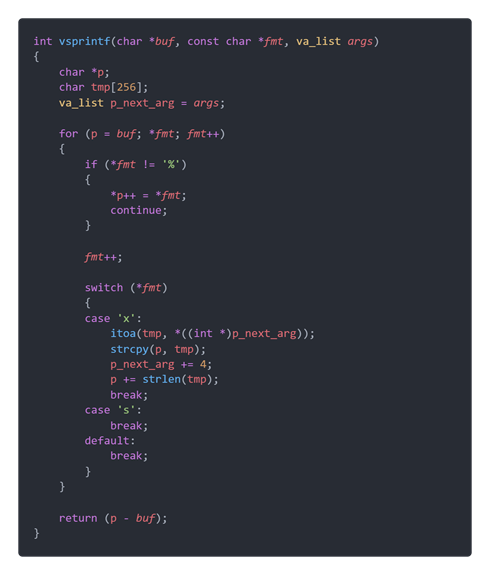 int vsprintf(char *buf, const char *fmt, va_list args)
{
    char *p;
    char tmp[256];
    va_list p_next_arg = args;

    for (p = buf; *fmt; fmt++)
    {
        if (*fmt != '%')
        {
            *p++ = *fmt;
            continue;
        }

        fmt++;

        switch (*fmt)
        {
        case 'x':
            itoa(tmp, *((int *)p_next_arg));
            strcpy(p, tmp);
            p_next_arg += 4;
            p += strlen(tmp);
            break;
        case 's':
            break;
        default:
            break;
        }
    }

    return (p - buf);
}